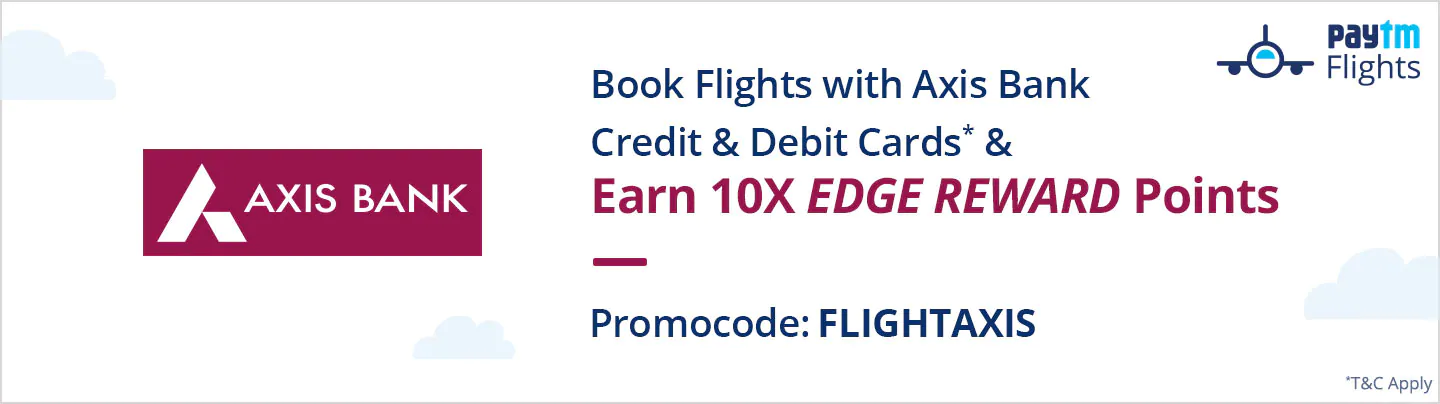 paytm
Flights
Book Flights with Axis Bank
Credit & Debit Cards* &
Earn 10X EDGE REWARD Points
AXIS BANK
Promocode: FLIGHTAXIS
*T&C Apply